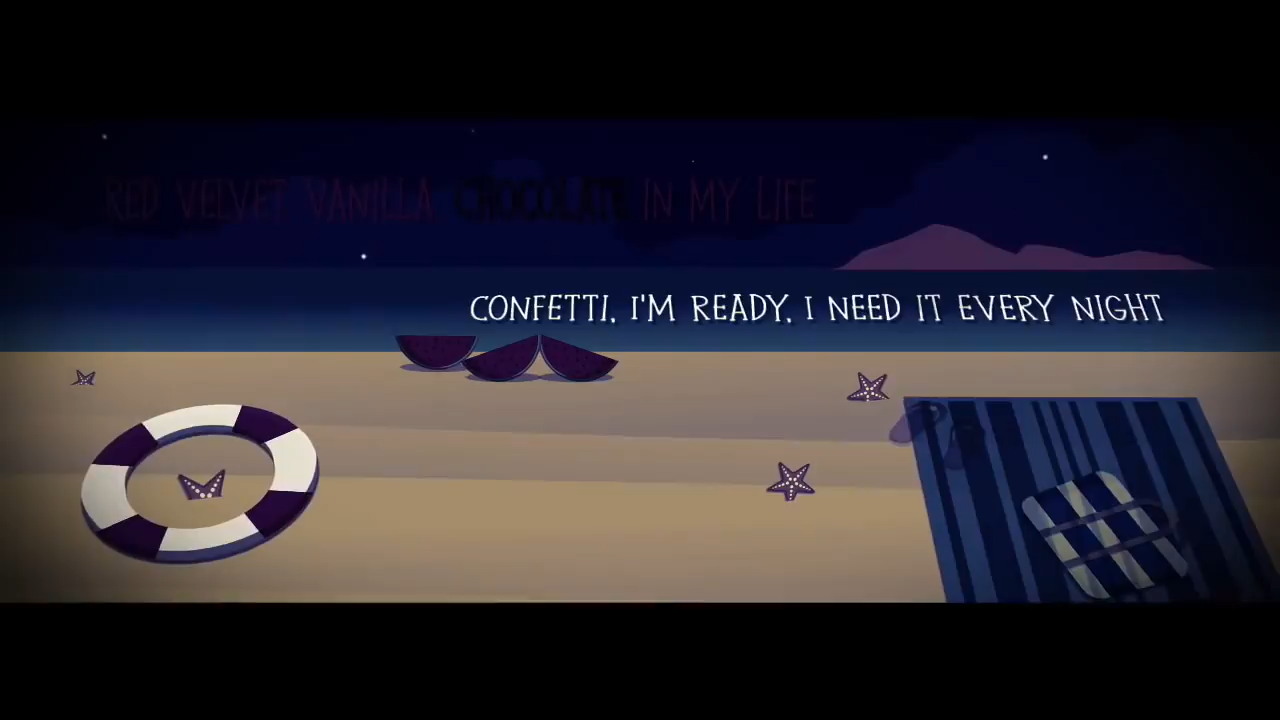 RED VELVET VANILLA, CHOCOLATE IN MY LIFE
CONFETTI, I'M READY, I NEED IT EVERY NIGHT